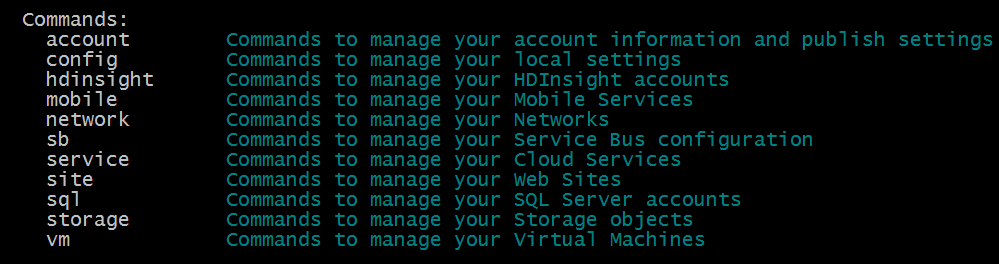 Commands:
account Commands to manage your account information and publish settings
config Commands to manage your local settings
hdinsight Commands to manage your HDInsight accounts
mobile Commands to manage your Mobile Services
network Commands to manage your Networks
sb Commands to manage your Service Bus configuration
service Commands to manage your Cloud Services
site Commands to manage your Web Sites
sql Commands to manage your SQL Server accounts
storage Commands to manage your Storage objects
vm Commands to manage your Virtual Machines